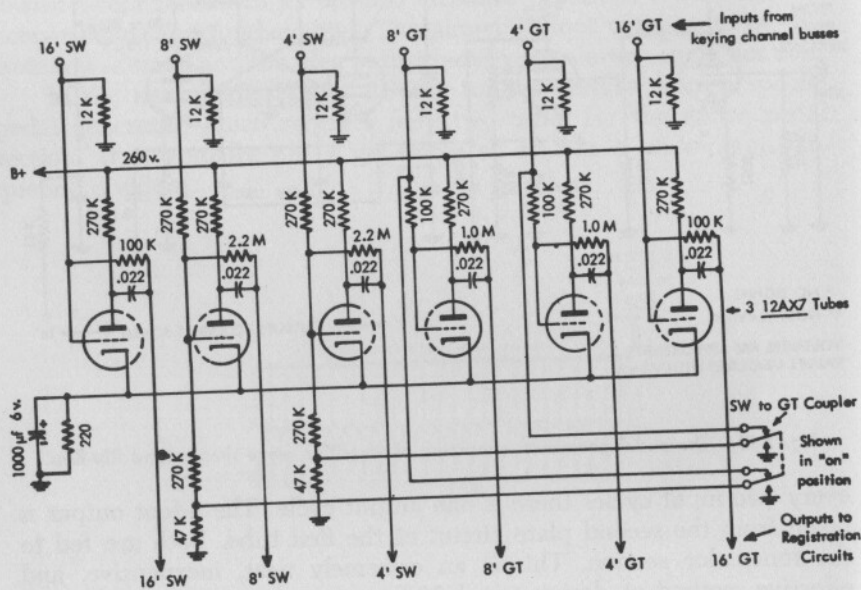 16' SW
8' SW
4' SW
8' GT
4' GT
16' GT
Inputs from
keying channel busses
12 K
12 K
12 K
12 K
12 K
12 K
B+
260 v.
270 K
270 K
270 K
270 K
270 K
100 K
270 K
100 K
270 K
270 K
100 K
2.2 M
2.2 M
1.0 M
1.0 M
100 K
.022
.022
.022
.022
.022
.022
3 12AX7 Tubes
1000 µf 6 v.
+
220
270 K
47 K
270 K
47 K
SW to GT Coupler
Shown
in "on"
position
Outputs to
Registration
Circuits
16' SW
8' SW
4' SW
8' GT
4' GT
16' GT